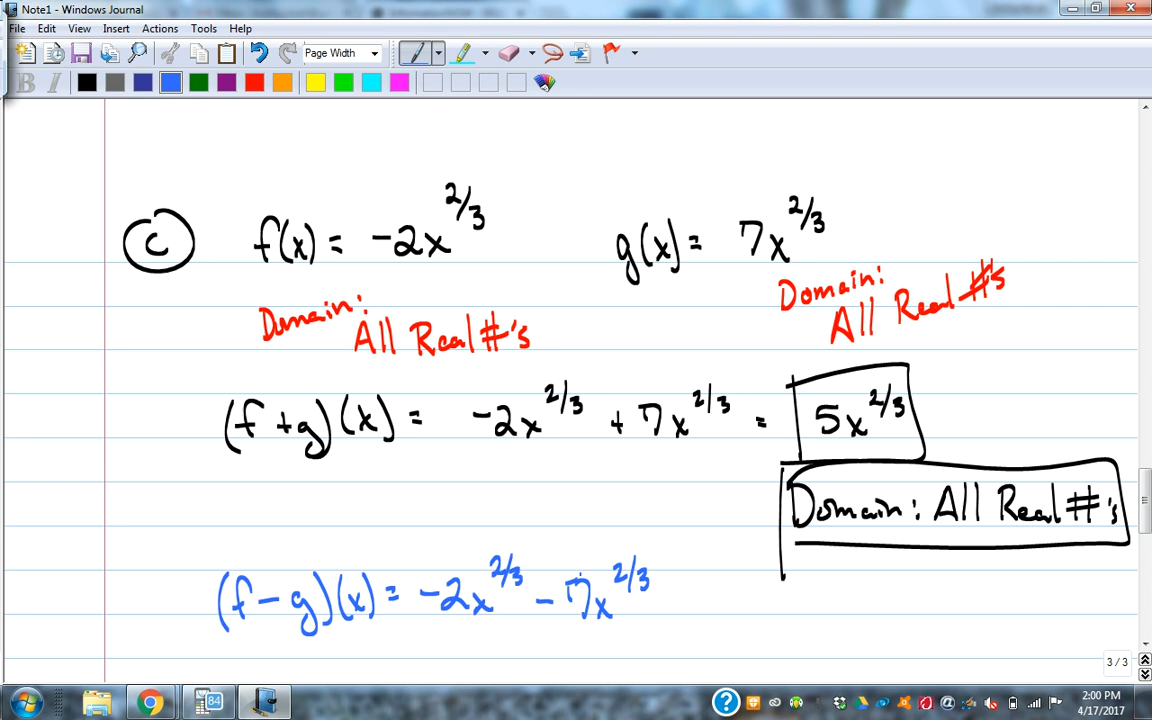 Note1 - Windows Journal
File Edit View Insert Actions Tools Help
Page Width
B I
C f(x) = -2x^2/3 g(x) = 7x^2/3
Domain: All Real #'s Domain: All Real #'s
(f+g)(x) = -2x^2/3 + 7x^2/3 = 5x^2/3
Domain: All Real #'s
(f-g)(x) = -2x^2/3 - 7x^2/3
3 / 3
84
2:00 PM
4/17/2017